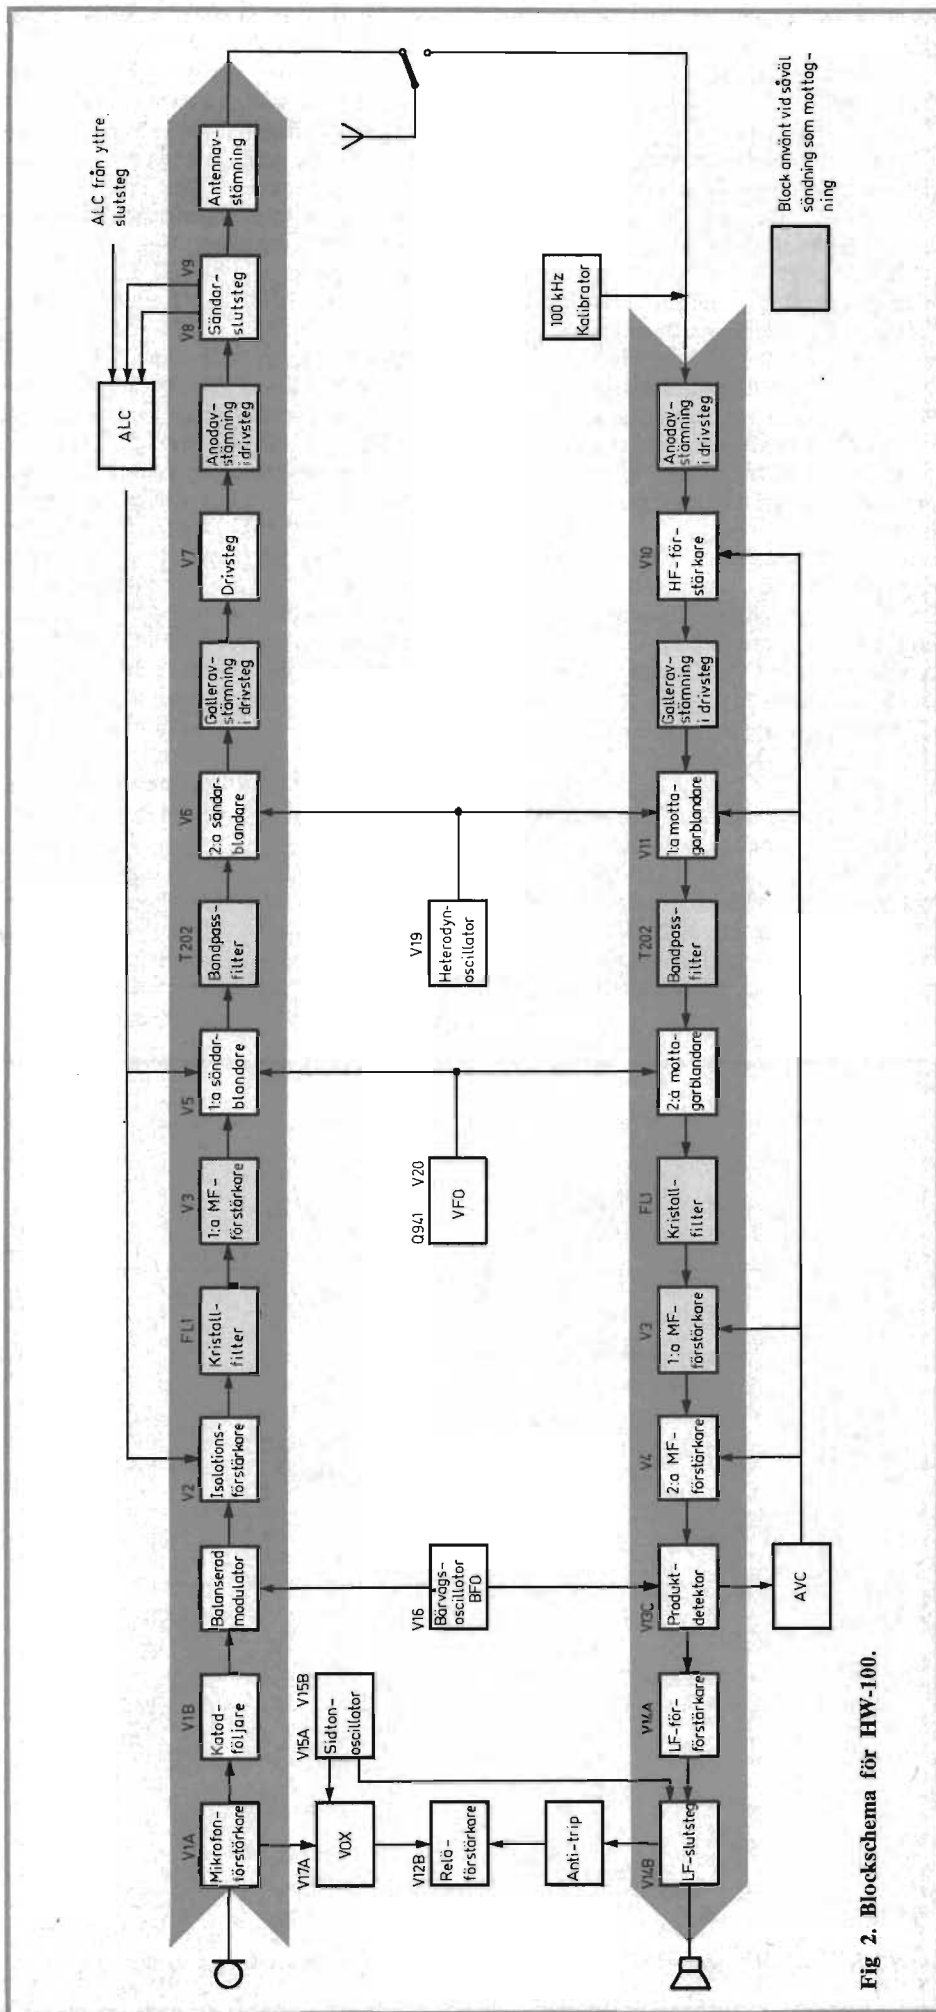 ALC från yttre
slutsteg
ALC
V1A
Mikrofon-
förstärkare
V1B
Katod-
följare
Balanserad
modulator
V2
Isolations-
förstärkare
FL1
Kristall-
filter
V3
1:a MF-
förstärkare
V5
1:a sändar-
blandare
T202
Bandpass-
filter
V6
2:a sändar-
blandare
Gallerav-
stämning
i drivsteg
V7
Drivsteg
Anodav-
stämning
i drivsteg
V8 V9
Sändar-
slutsteg
Antennav-
stämning
V17A
VOX
V15A V15B
Sidton-
oscillator
V12B
Relä-
förstärkare
Anti-trip
V16
Bärvågs-
oscillator
BFO
Q941 V20
VFO
V19
Heterodyn-
oscillator
100 kHz
Kalibrator
V14B
LF-slutsteg
V14A
LF-för-
förstärkare
V13C
Produkt-
detektor
V4
2:a MF-
förstärkare
V3
1:a MF-
förstärkare
FL1
Kristall-
filter
2:a motta-
garblandare
T202
Bandpass-
filter
V11
1:a motta-
garblandare
Gallerav-
stämning
i drivsteg
V10
HF-för-
stärkare
Anodav-
stämning
i drivsteg
AVC
Block använt vid såväl
sändning som mottag-
ning
Fig 2. Blockschema för HW-100.